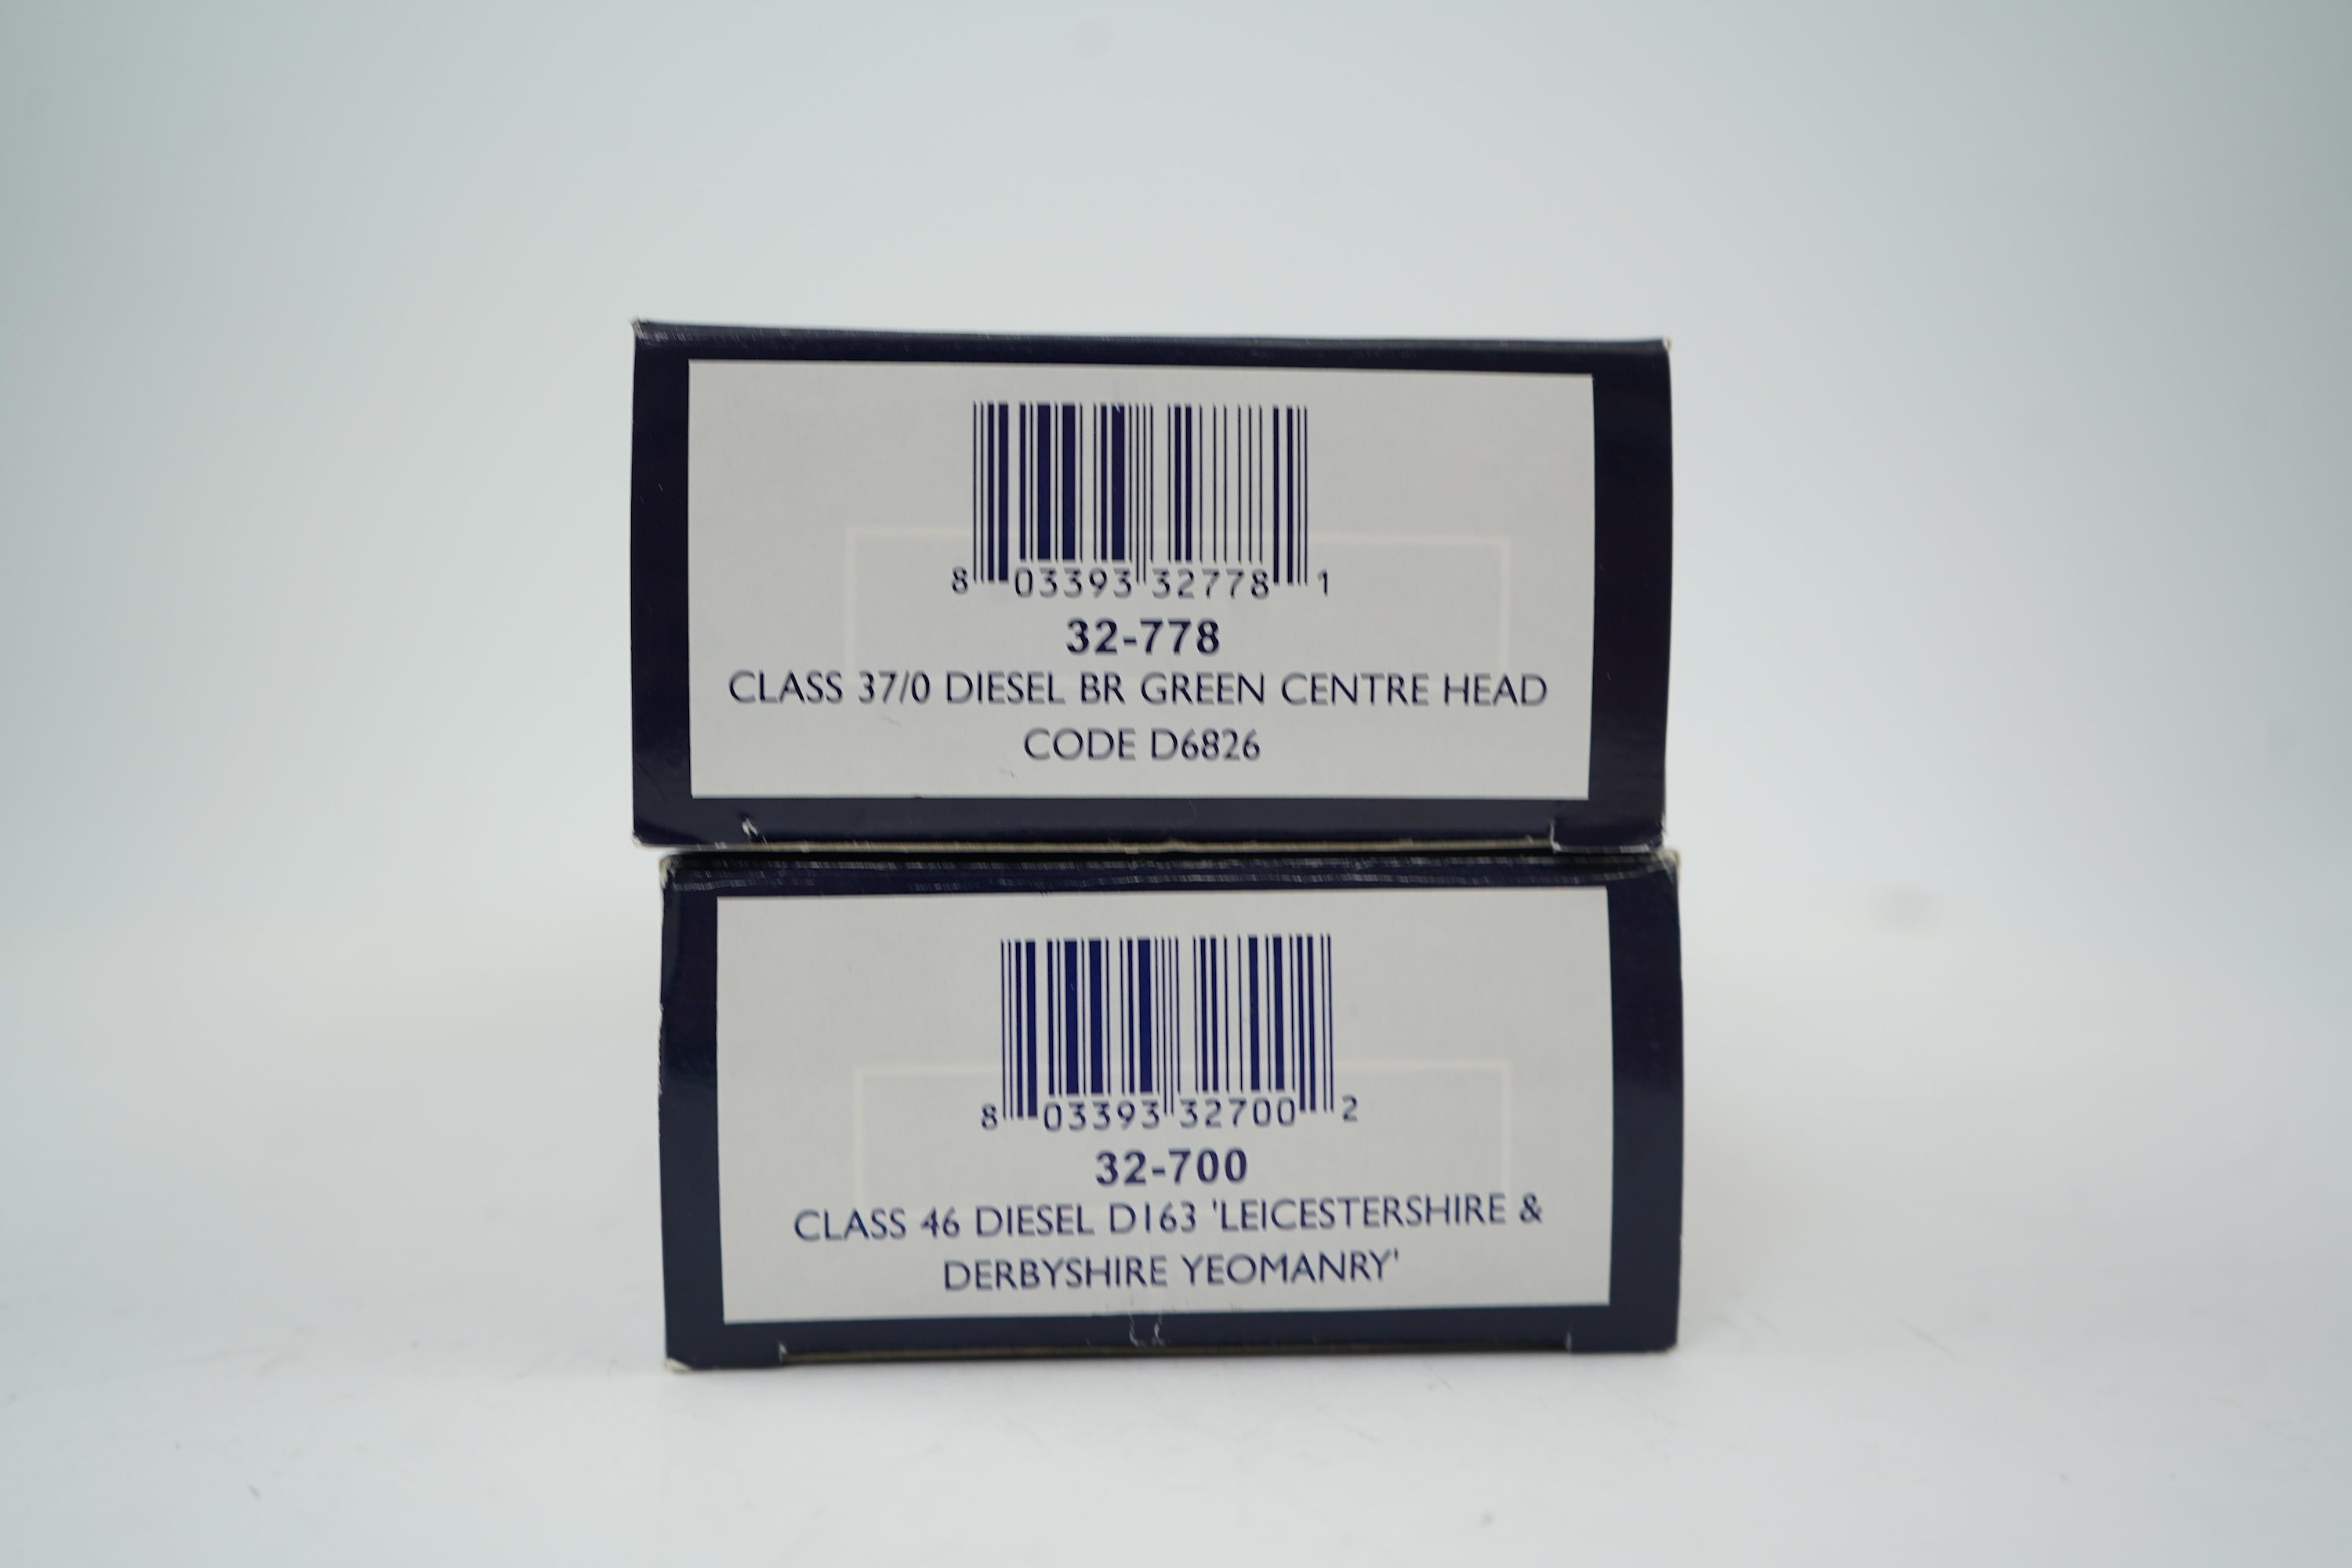 8 03393 32778 1
32-778
CLASS 37/0 DIESEL BR GREEN CENTRE HEAD
CODE D6826
8 03393 32700 2
32-700
CLASS 46 DIESEL D163 'LEICESTERSHIRE &
DERBYSHIRE YEOMANRY'